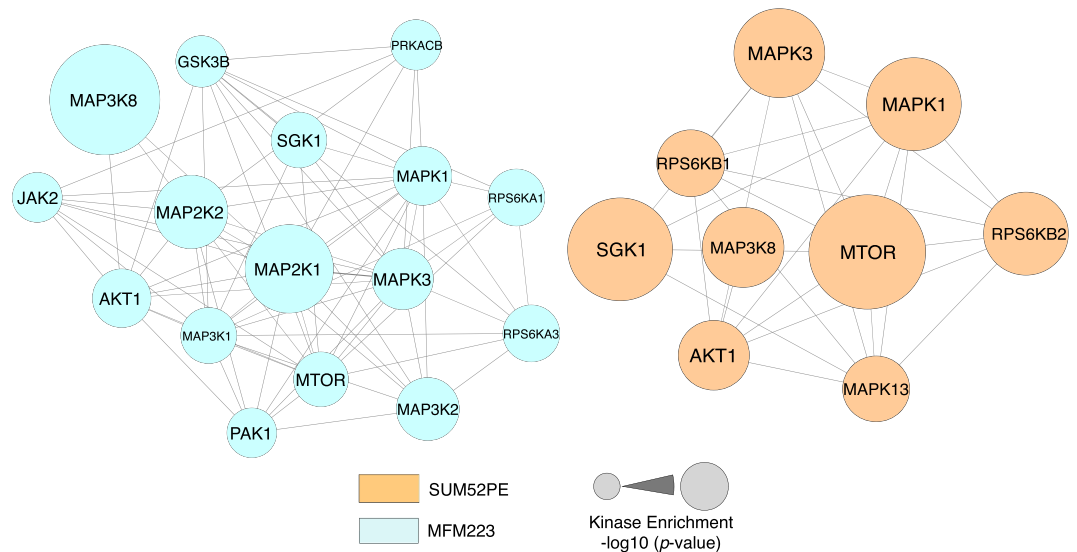 PRKACB
GSK3B
MAP3K8
SGK1
MAPK1
JAK2
RPS6KA1
MAP2K2
MAP2K1
MAPK3
AKT1
MAP3K1
RPS6KA3
MTOR
MAP3K2
PAK1
MAPK3
MAPK1
RPS6KB1
RPS6KB2
SGK1
MAP3K8
MTOR
AKT1
MAPK13
SUM52PE
MFM223
Kinase Enrichment
-log10 (p-value)